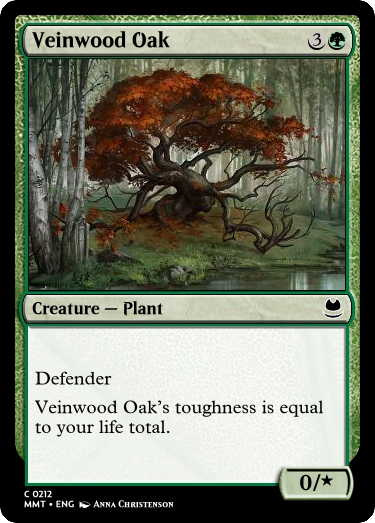 Veinwood Oak 3
Creature — Plant
Defender
Veinwood Oak's toughness is equal
to your life total.
0/★
C 0212
MMT • ENG Anna Christenson